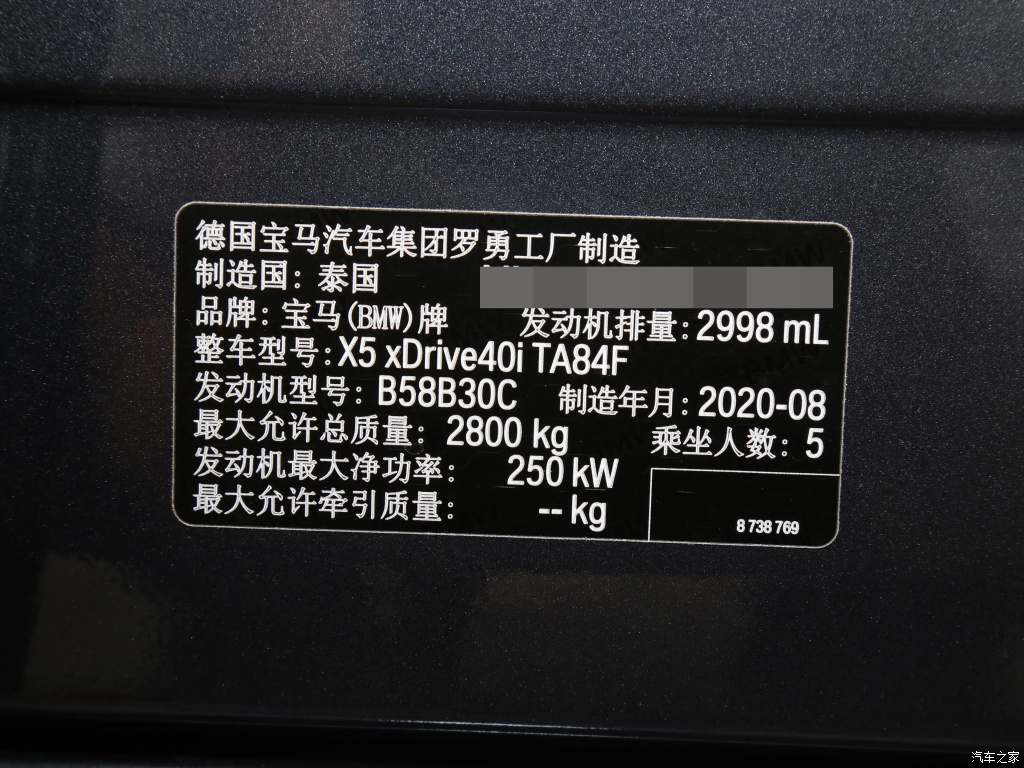 德国宝马汽车集团罗勇工厂制造
制造国：泰国
品牌：宝马(BMW)牌 发动机排量：2998 mL
整车型号：X5 xDrive40i TA84F
发动机型号：B58B30C 制造年月：2020-08
最大允许总质量：2800 kg 乘坐人数：5
发动机最大净功率：250 kW
最大允许牵引质量：-- kg
8 738 769
汽车之家